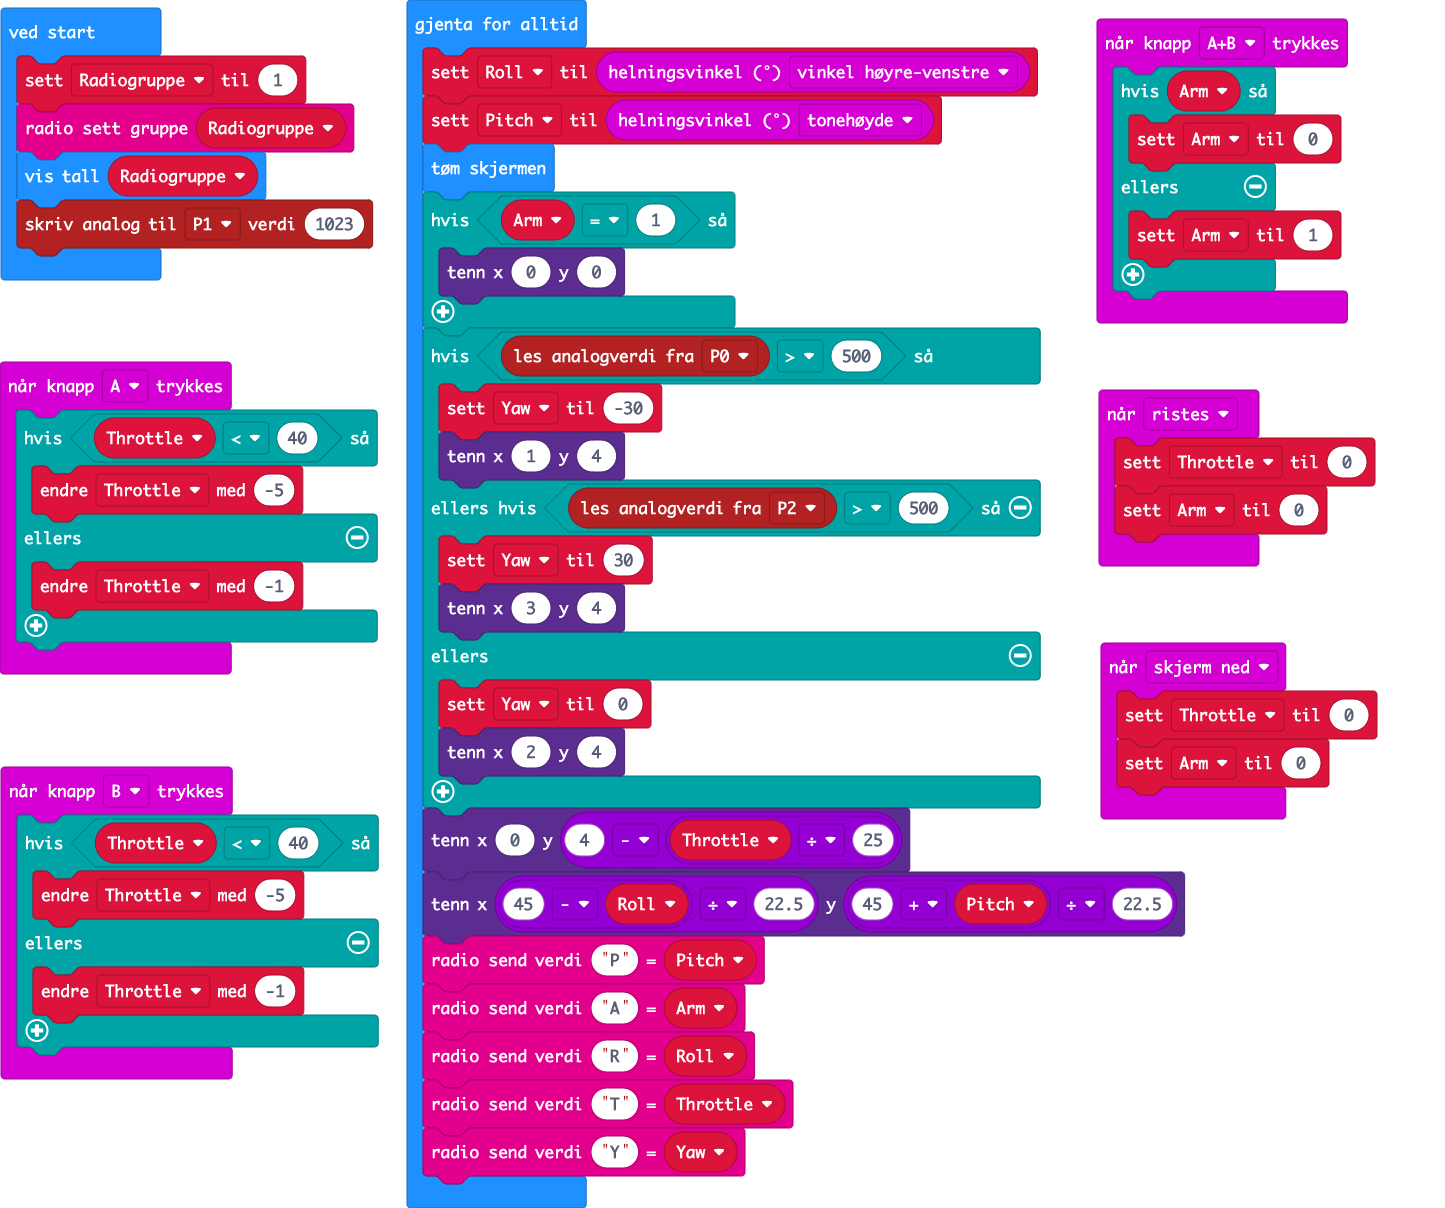 ved start
sett Radiogruppe til 1
radio sett gruppe Radiogruppe
vis tall Radiogruppe
skriv analog til P1 verdi 1023
når knapp A trykkes
hvis Throttle < 40 så
endre Throttle med -5
ellers
endre Throttle med -1
når knapp B trykkes
hvis Throttle < 40 så
endre Throttle med -5
ellers
endre Throttle med -1
gjenta for alltid
sett Roll til helningsvinkel (°) vinkel høyre-venstre
sett Pitch til helningsvinkel (°) tonehøyde
tøm skjermen
hvis Arm = 1 så
tenn x 0 y 0
hvis les analogverdi fra P0 > 500 så
sett Yaw til -30
tenn x 1 y 4
ellers hvis les analogverdi fra P2 > 500 så
sett Yaw til 30
tenn x 3 y 4
ellers
sett Yaw til 0
tenn x 2 y 4
tenn x 0 y 4 - Throttle ÷ 25
tenn x 45 - Roll ÷ 22.5 y 45 + Pitch ÷ 22.5
radio send verdi "P" = Pitch
radio send verdi "A" = Arm
radio send verdi "R" = Roll
radio send verdi "T" = Throttle
radio send verdi "Y" = Yaw
når knapp A+B trykkes
hvis Arm så
sett Arm til 0
ellers
sett Arm til 1
når ristes
sett Throttle til 0
sett Arm til 0
når skjerm ned
sett Throttle til 0
sett Arm til 0